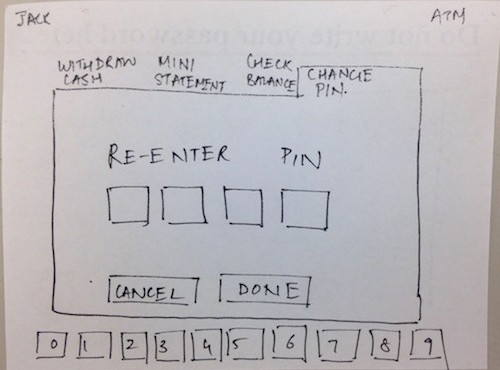 JACK
ATM
WITHDRAW CASH
MINI STATEMENT
CHECK BALANCE
CHANGE PIN.
RE-ENTER PIN
CANCEL
DONE
0 1 2 3 4 5 6 7 8 9
Do not write your password here